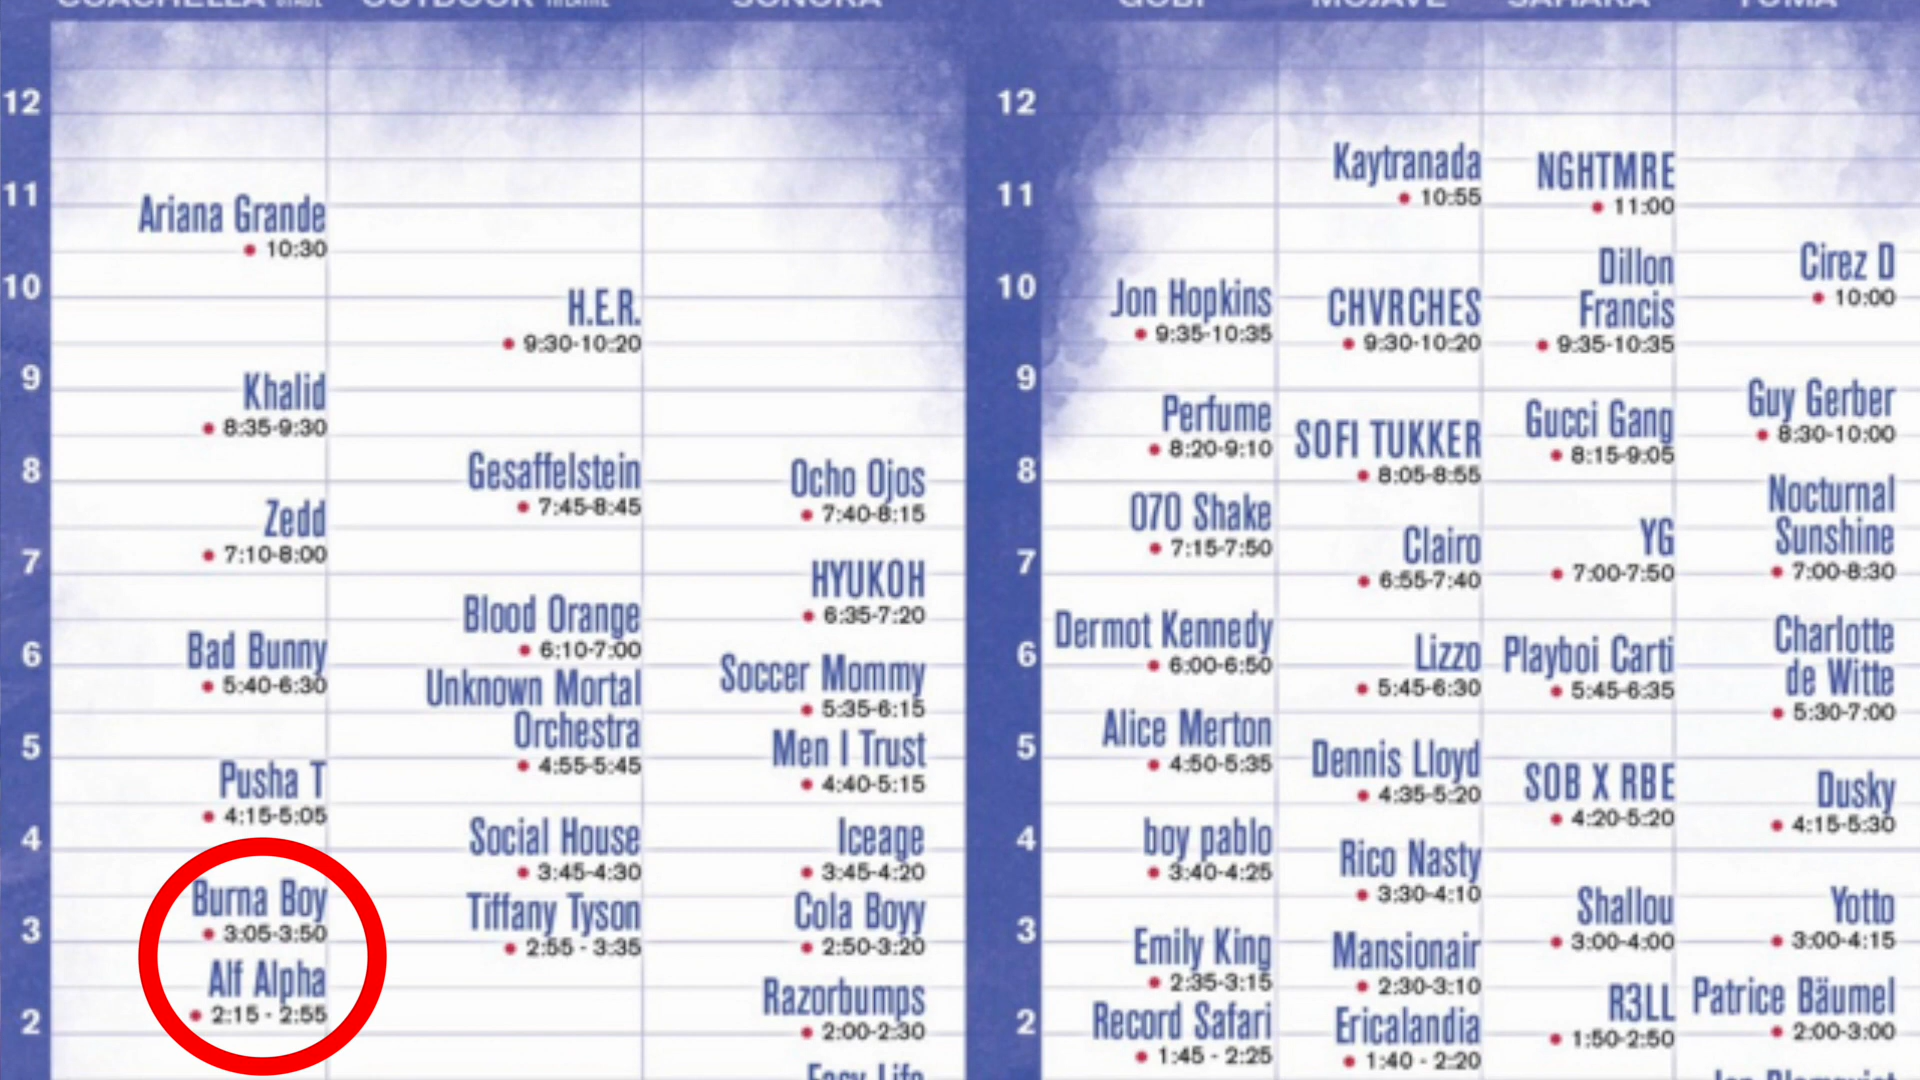 COACHELLA STAGE
OUTDOOR THEATRE
SONORA
GOBI
MOJAVE
SAHARA
YUMA
12
11
10
9
8
7
6
5
4
3
2
Ariana Grande
10:30
Khalid
8:35-9:30
Zedd
7:10-8:00
Bad Bunny
5:40-6:30
Pusha T
4:15-5:05
Burna Boy
3:05-3:50
Alf Alpha
2:15 - 2:55
H.E.R.
9:30-10:20
Gesaffelstein
7:45-8:45
Blood Orange
6:10-7:00
Unknown Mortal
Orchestra
4:55-5:45
Social House
3:45-4:30
Tiffany Tyson
2:55 - 3:35
Ocho Ojos
7:40-8:15
HYUKOH
6:35-7:20
Soccer Mommy
5:35-6:15
Men I Trust
4:40-5:15
Iceage
3:45-4:20
Cola Boyy
2:50-3:20
Razorbumps
2:00-2:30
Easy Life
12
11
10
9
8
7
6
5
4
3
2
Jon Hopkins
9:35-10:35
Perfume
8:20-9:10
070 Shake
7:15-7:50
Dermot Kennedy
6:00-6:50
Alice Merton
4:50-5:35
boy pablo
3:40-4:25
Emily King
2:35-3:15
Record Safari
1:45 - 2:25
Kaytranada
10:55
CHVRCHES
9:30-10:20
SOFI TUKKER
8:05-8:55
Clairo
6:55-7:40
Lizzo
5:45-6:30
Dennis Lloyd
4:35-5:20
Rico Nasty
3:30-4:10
Mansionair
2:30-3:10
Ericalandia
1:40 - 2:20
NGHTMRE
11:00
Dillon
Francis
9:35-10:35
Gucci Gang
8:15-9:05
YG
7:00-7:50
Playboi Carti
5:45-6:35
SOB X RBE
4:20-5:20
Shallou
3:00-4:00
R3LL
1:50-2:50
Cirez D
10:00
Guy Gerber
8:30-10:00
Nocturnal
Sunshine
7:00-8:30
Charlotte
de Witte
5:30-7:00
Dusky
4:15-5:30
Yotto
3:00-4:15
Patrice Bäumel
2:00-3:00